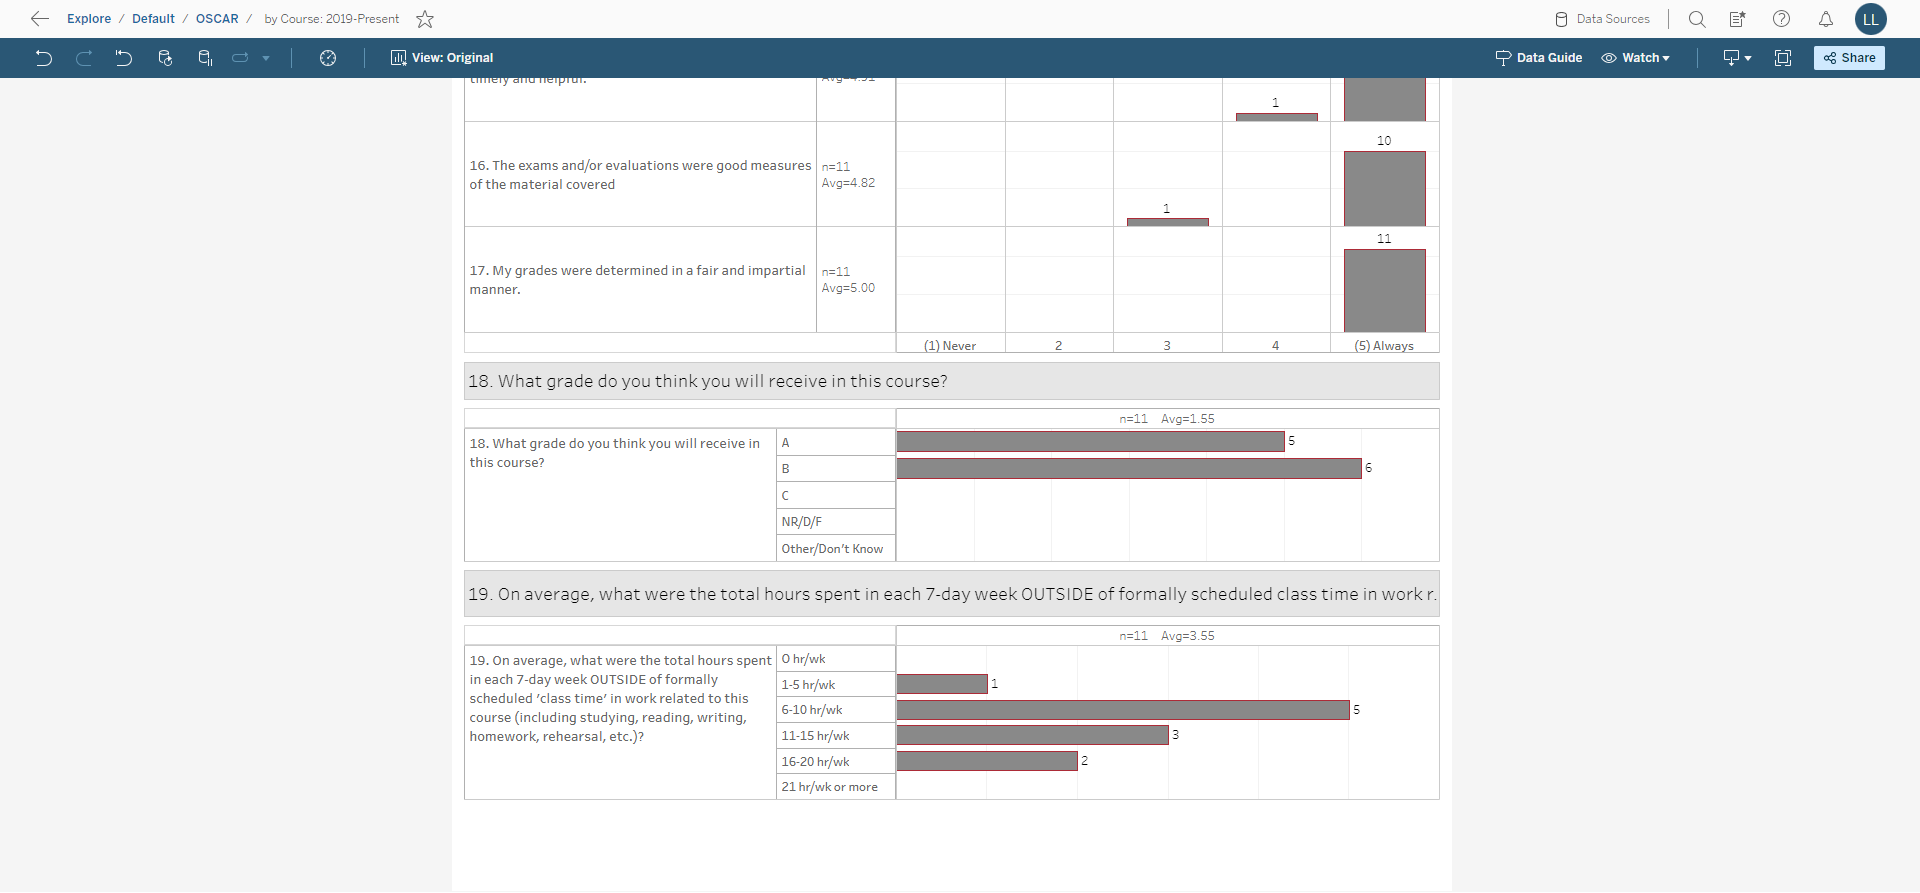 Explore / Default / OSCAR / by Course: 2019-Present
Data Sources
LL
View: Original
Data Guide
Watch
Share
timely and helpful.
1
16. The exams and/or evaluations were good measures
of the material covered
n=11
Avg=4.82
1
10
17. My grades were determined in a fair and impartial
manner.
n=11
Avg=5.00
11
(1) Never 2 3 4 (5) Always
18. What grade do you think you will receive in this course?
n=11 Avg=1.55
18. What grade do you think you will receive in
this course?
A 5
B 6
C
NR/D/F
Other/Don't Know
19. On average, what were the total hours spent in each 7-day week OUTSIDE of formally scheduled class time in work r.
n=11 Avg=3.55
19. On average, what were the total hours spent
in each 7-day week OUTSIDE of formally
scheduled ‘class time’ in work related to this
course (including studying, reading, writing,
homework, rehearsal, etc.)?
0 hr/wk
1-5 hr/wk 1
6-10 hr/wk 5
11-15 hr/wk 3
16-20 hr/wk 2
21 hr/wk or more